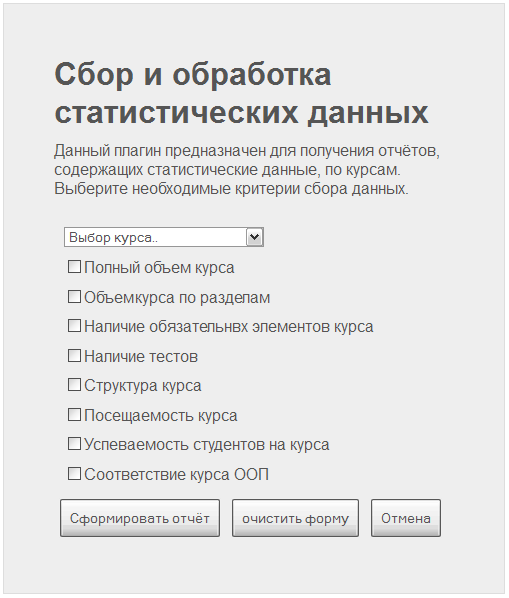 Сбор и обработка
статистических данных
Данный плагин предназначен для получения отчётов,
содержащих статистические данные, по курсам.
Выберите необходимые критерии сбора данных.
Выбор курса..
Полный объем курса
Объемкурса по разделам
Наличие обязательнвх элементов курса
Наличие тестов
Структура курса
Посещаемость курса
Успеваемость студентов на курса
Соответствие курса ООП
Сформировать отчёт очистить форму Отмена